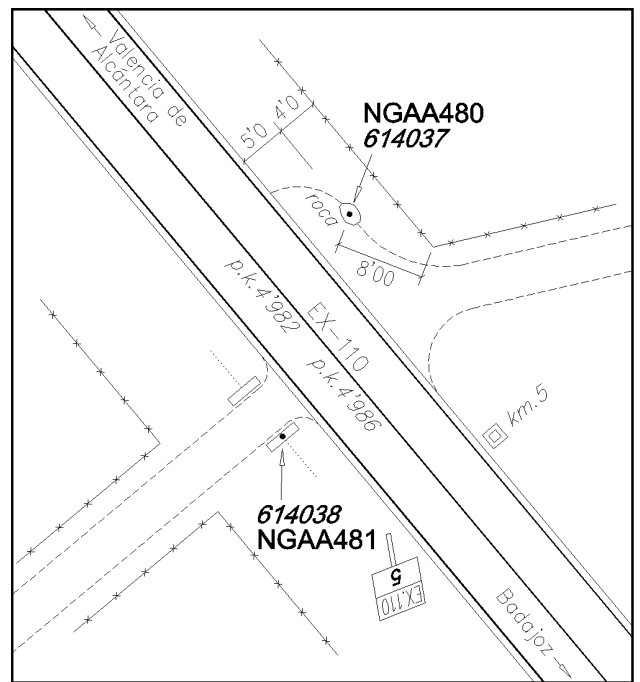 Valencia de
Alcántara
5'0 4'0
NGAA480
614037
roca
8'00
p.k.4'982
EX-110
p.k.4'986
km.5
614038
NGAA481
5
EX.110
Badajoz